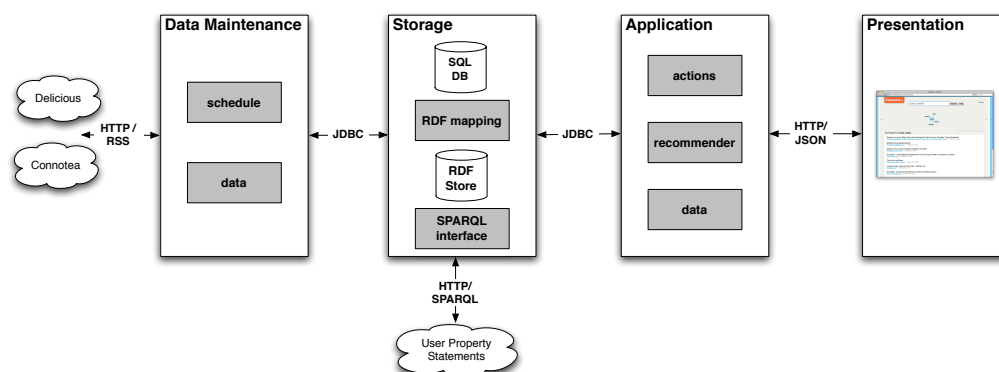 Data Maintenance
Storage
Application
Presentation
Delicious
Connotea
HTTP /
RSS
schedule
data
JDBC
SQL
DB
RDF mapping
RDF
Store
SPARQL
interface
JDBC
actions
recommender
data
HTTP/
JSON
HTTP/
SPARQL
User Property
Statements